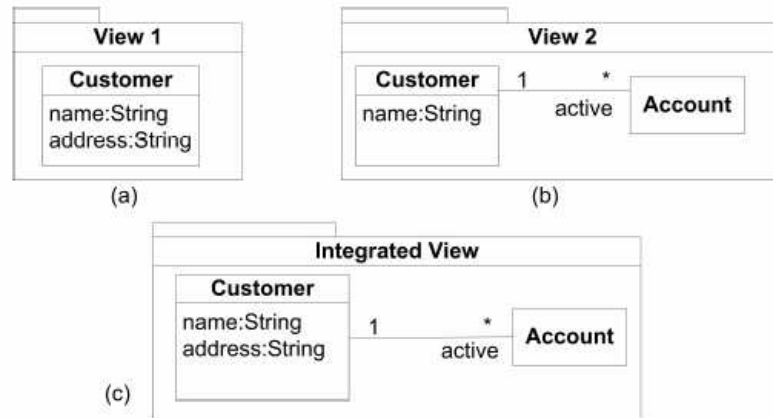 View 1
Customer
name:String
address:String
(a)
View 2
Customer
name:String
1
*
active
Account
(b)
Integrated View
Customer
name:String
address:String
1
*
active
Account
(c)